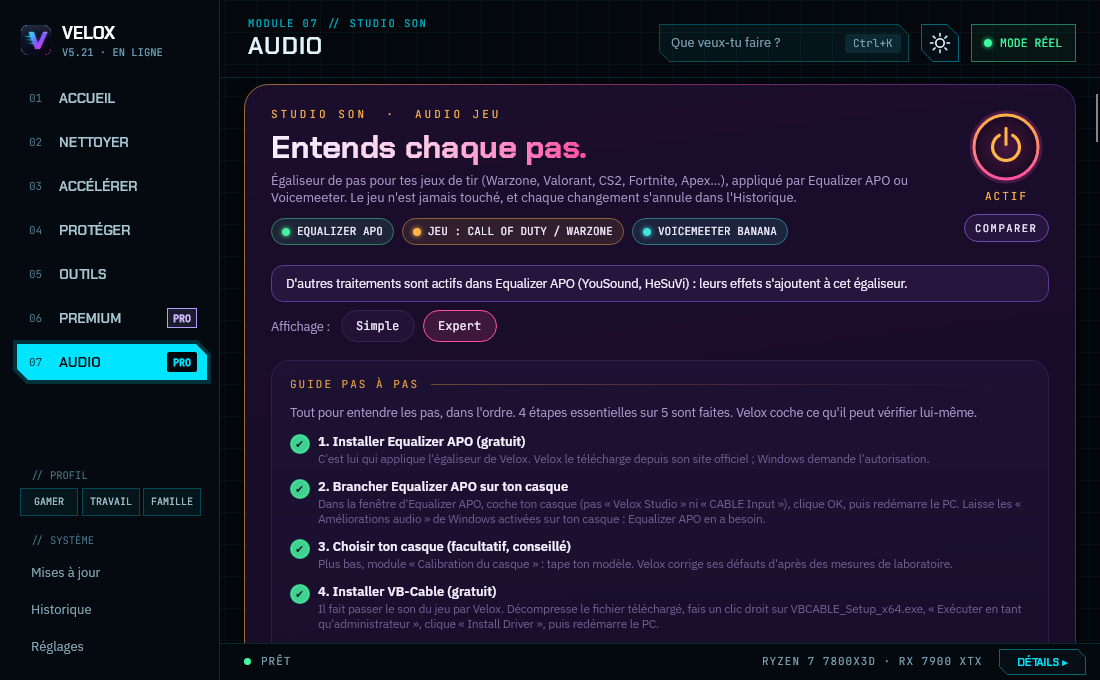 VELOX
V5.21 · EN LIGNE
01 ACCUEIL
02 NETTOYER
03 ACCÉLÉRER
04 PROTÉGER
05 OUTILS
06 PREMIUM PRO
07 AUDIO PRO
// PROFIL
GAMER TRAVAIL FAMILLE
// SYSTÈME
Mises à jour
Historique
Réglages
MODULE 07 // STUDIO SON
AUDIO
Que veux-tu faire ? Ctrl+K
MODE RÉEL
STUDIO SON · AUDIO JEU
Entends chaque pas.
Égaliseur de pas pour tes jeux de tir (Warzone, Valorant, CS2, Fortnite, Apex...), appliqué par Equalizer APO ou
Voicemeeter. Le jeu n'est jamais touché, et chaque changement s'annule dans l'Historique.
ACTIF
COMPARER
EQUALIZER APO
JEU : CALL OF DUTY / WARZONE
VOICEMEETER BANANA
D'autres traitements sont actifs dans Equalizer APO (YouSound, HeSuVi) : leurs effets s'ajoutent à cet égaliseur.
Affichage : Simple Expert
GUIDE PAS À PAS
Tout pour entendre les pas, dans l'ordre. 4 étapes essentielles sur 5 sont faites. Velox coche ce qu'il peut vérifier lui-même.
✔ 1. Installer Equalizer APO (gratuit)
C'est lui qui applique l'égaliseur de Velox. Velox le télécharge depuis son site officiel ; Windows demande l'autorisation.
✔ 2. Brancher Equalizer APO sur ton casque
Dans la fenêtre d'Equalizer APO, coche ton casque (pas « Velox Studio » ni « CABLE Input »), clique OK, puis redémarre le PC. Laisse les «
Améliorations audio » de Windows activées sur ton casque : Equalizer APO en a besoin.
✔ 3. Choisir ton casque (facultatif, conseillé)
Plus bas, module « Calibration du casque » : tape ton modèle. Velox corrige ses défauts d'après des mesures de laboratoire.
✔ 4. Installer VB-Cable (gratuit)
Il fait passer le son du jeu par Velox. Décompresse le fichier téléchargé, fais un clic droit sur VBCABLE_Setup_x64.exe, « Exécuter en tant
qu'administrateur », clique « Install Driver », puis redémarre le PC.
PRÊT
RYZEN 7 7800X3D · RX 7900 XTX
DÉTAILS ▸